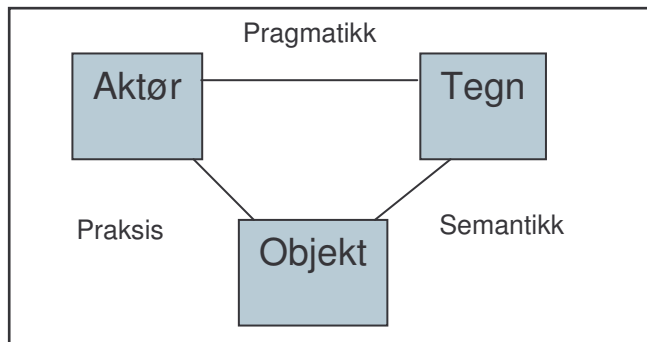 Pragmatikk
Aktør
Tegn
Praksis
Semantikk
Objekt